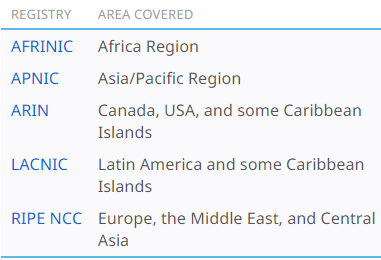 REGISTRY AREA COVERED
AFRINIC Africa Region
APNIC Asia/Pacific Region
ARIN Canada, USA, and some Caribbean
Islands
LACNIC Latin America and some Caribbean
Islands
RIPE NCC Europe, the Middle East, and Central
Asia